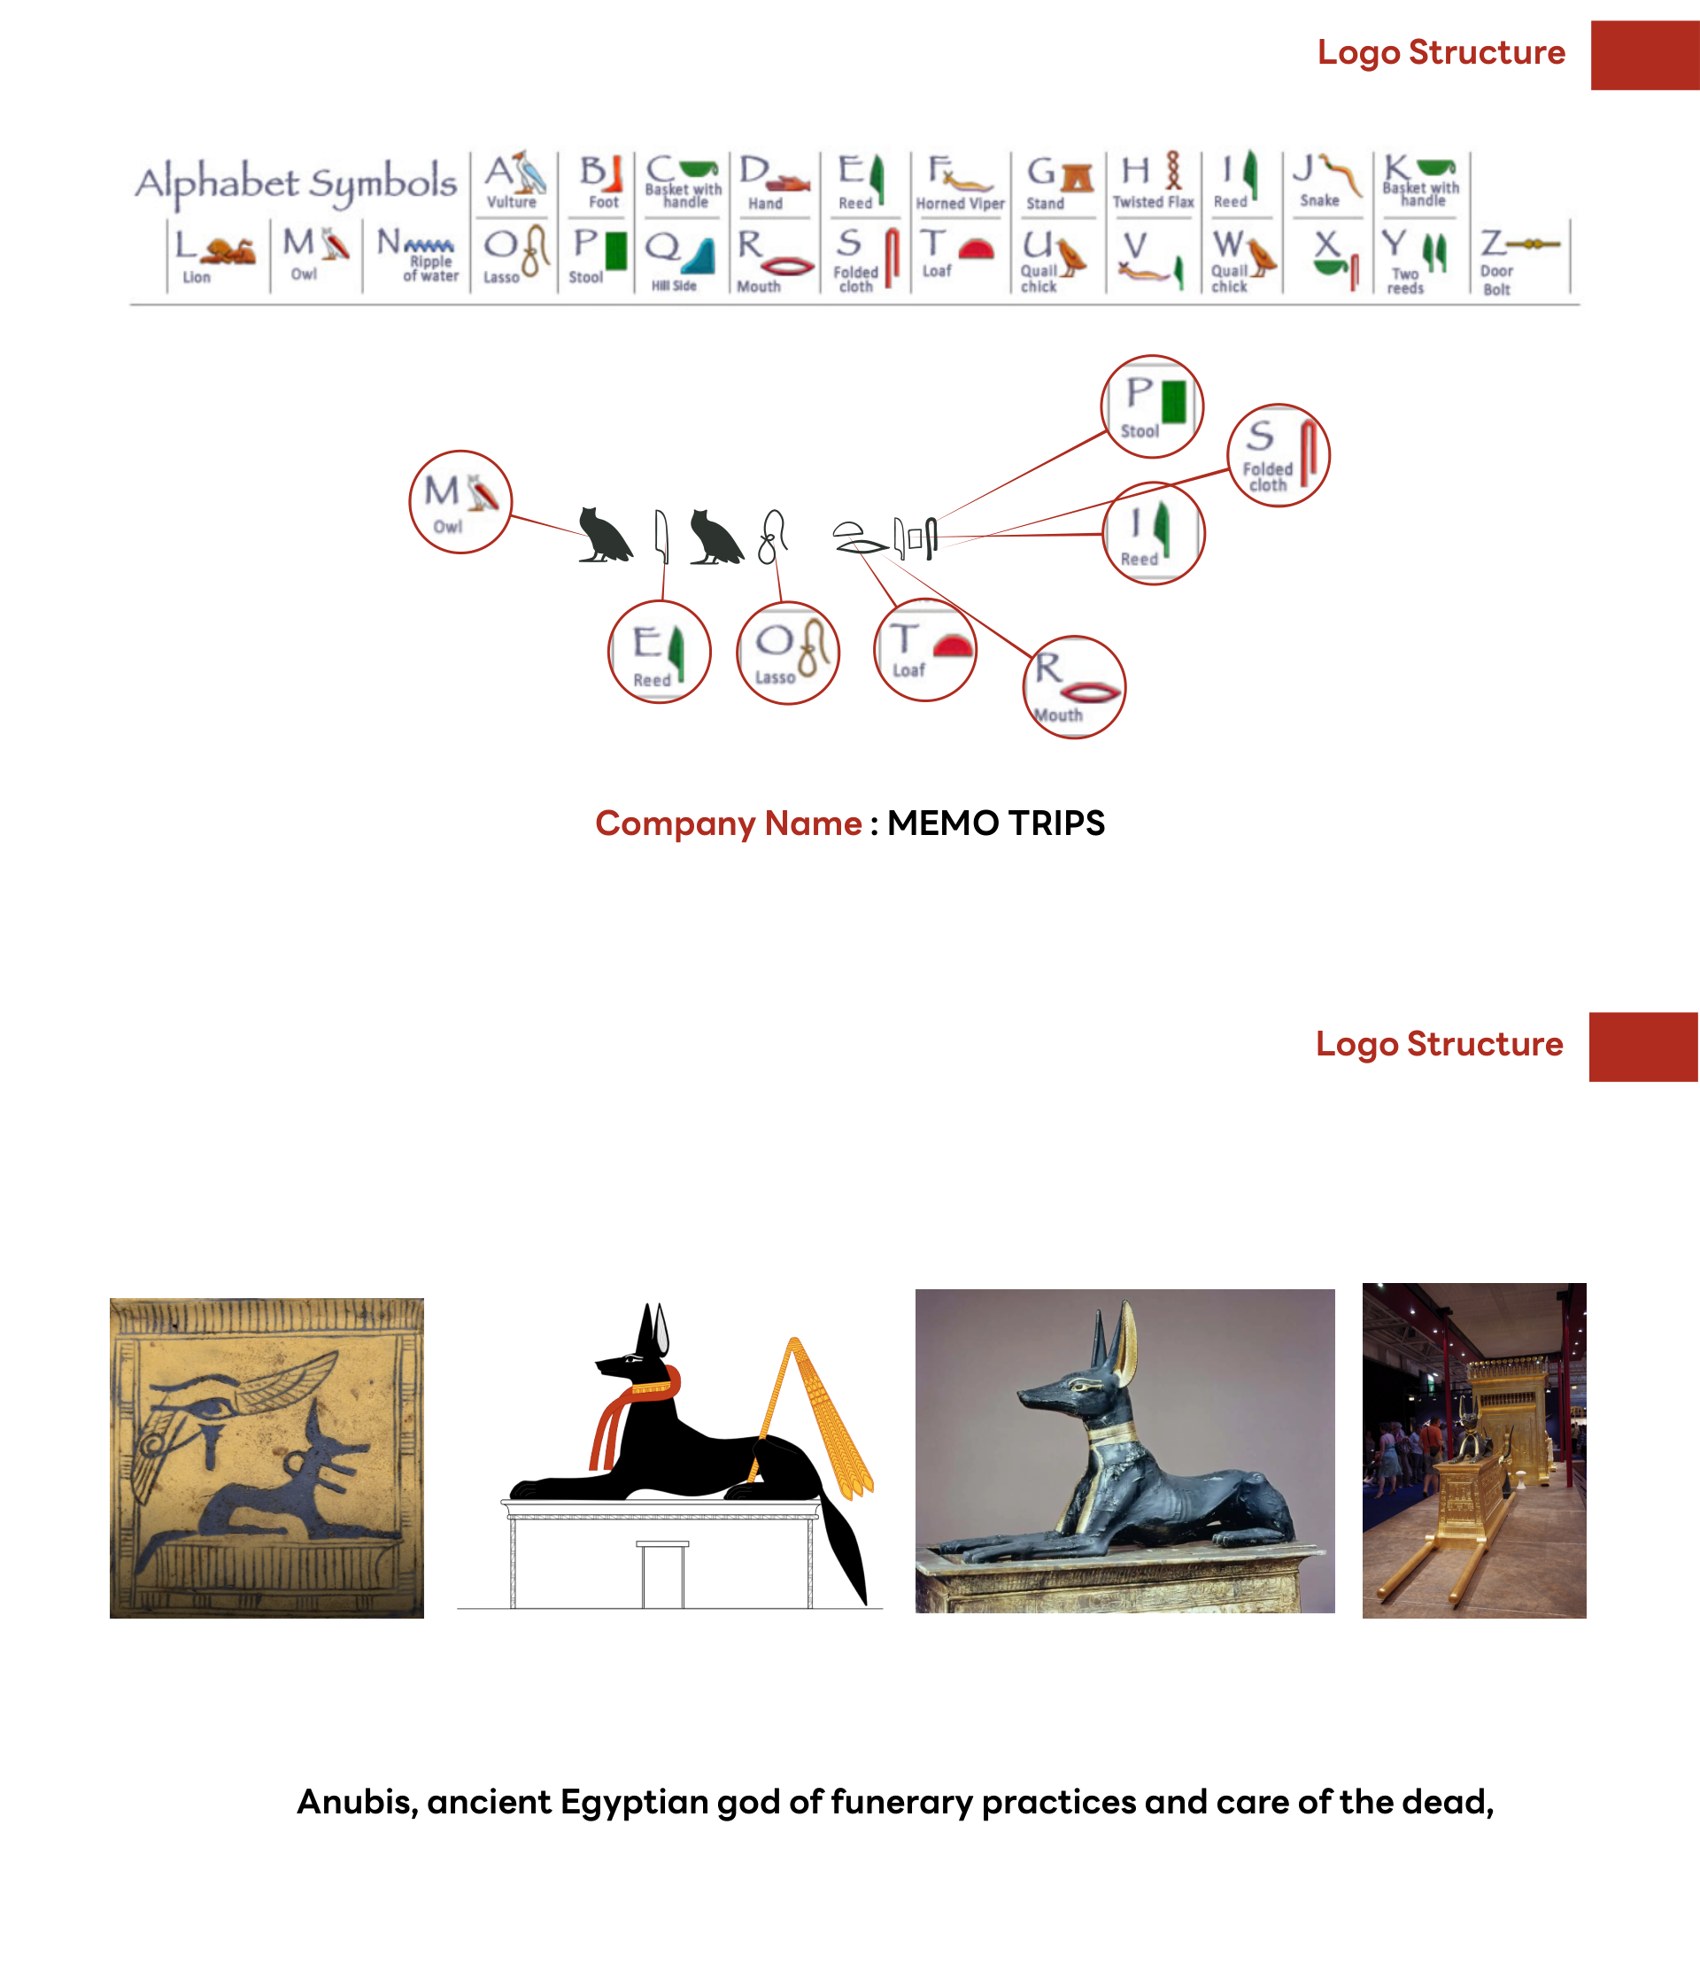 Logo Structure
Alphabet Symbols
A Vulture
B Foot
C Basket with handle
D Hand
E Reed
F Horned Viper
G Stand
H Twisted Flax
I Reed
J Snake
K Basket with handle
L Lion
M Owl
N Ripple of water
O Lasso
P Stool
Q Hill Side
R Mouth
S Folded cloth
T Loaf
U Quail chick
V
W Quail chick
X
Y Two reeds
Z Door Bolt
P Stool
S Folded cloth
M Owl
I Reed
E Reed
O Lasso
T Loaf
R Mouth
Company Name : MEMO TRIPS
Logo Structure
Anubis, ancient Egyptian god of funerary practices and care of the dead,